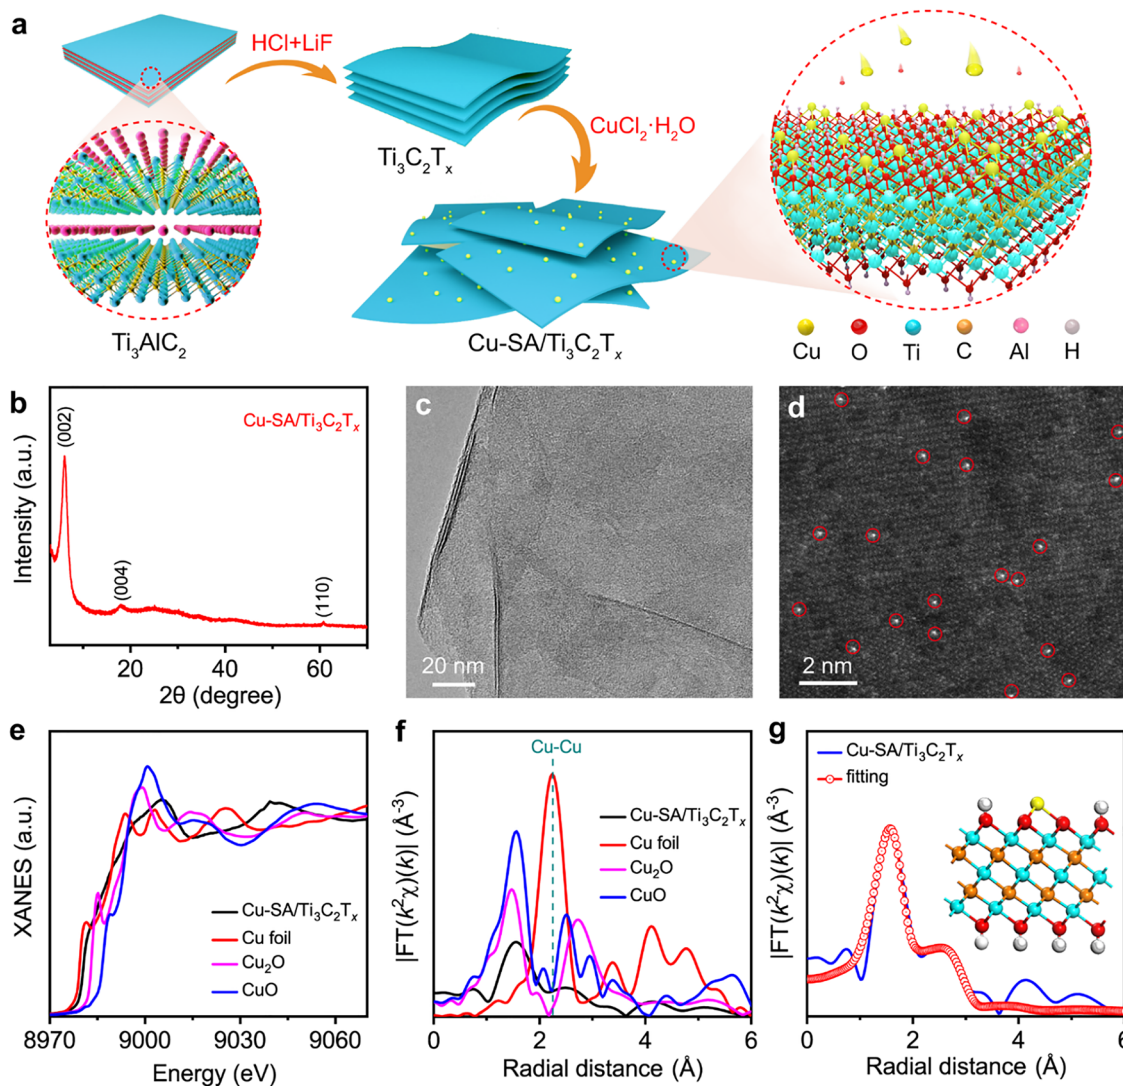 a
HCl+LiF
Ti₃C₂Tₓ
CuCl₂·H₂O
Ti₃AlC₂
Cu-SA/Ti₃C₂Tₓ
Cu O Ti C Al H
b
Cu-SA/Ti₃C₂Tₓ
(002)
(004)
(110)
Intensity (a.u.)
20 40 60
2θ (degree)
c
20 nm
d
2 nm
e
XANES (a.u.)
Cu-SA/Ti₃C₂Tₓ
Cu foil
Cu₂O
CuO
8970 9000 9030 9060
Energy (eV)
f
Cu-Cu
|FT(k²χ)(k)| (Å⁻³)
Cu-SA/Ti₃C₂Tₓ
Cu foil
Cu₂O
CuO
0 2 4 6
Radial distance (Å)
g
Cu-SA/Ti₃C₂Tₓ
fitting
|FT(k²χ)(k)| (Å⁻³)
0 2 4 6
Radial distance (Å)